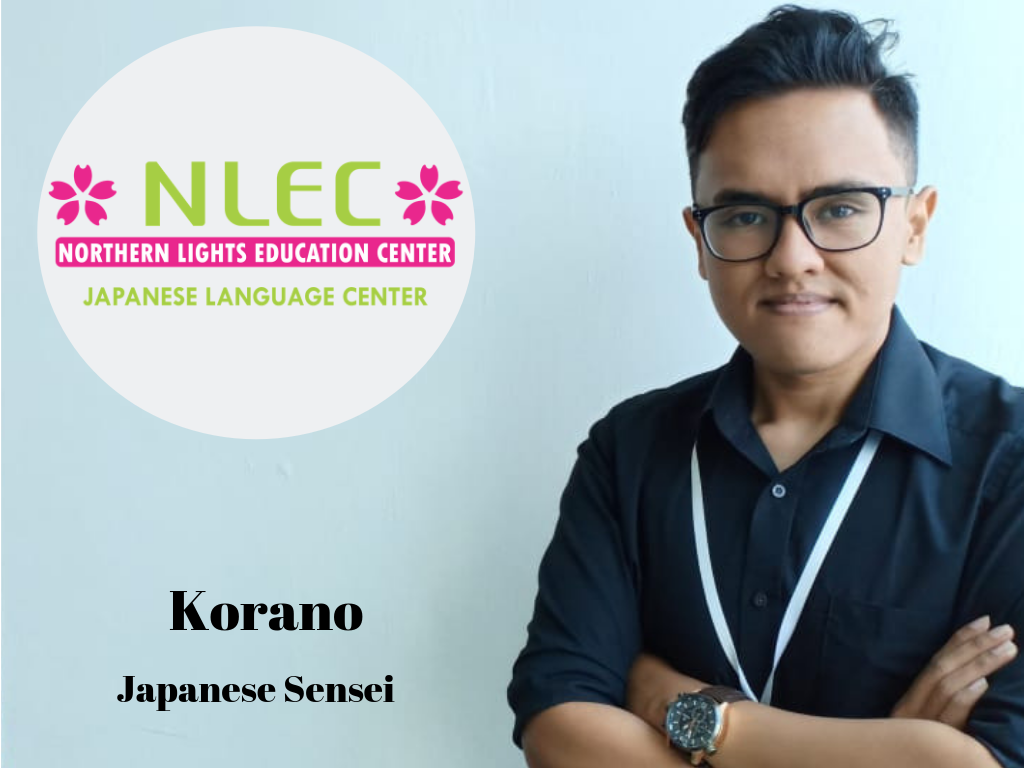 NLEC
NORTHERN LIGHTS EDUCATION CENTER
JAPANESE LANGUAGE CENTER
Korano
Japanese Sensei